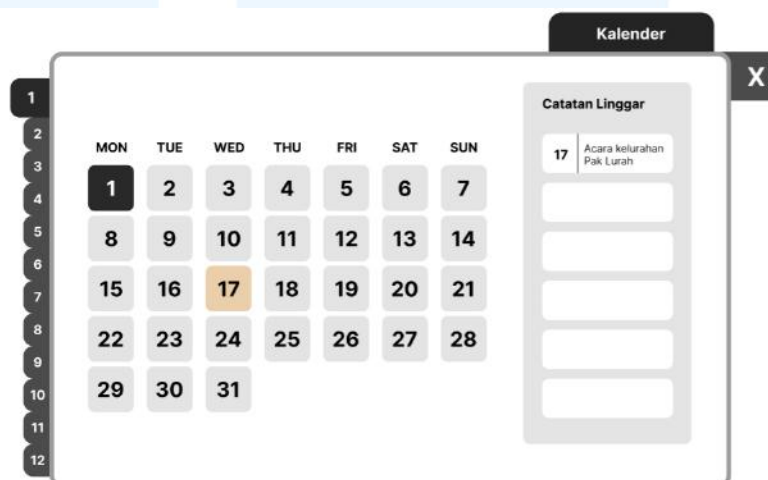 Kalender
X
1
2
3
4
5
6
7
8
9
10
11
12
MON TUE WED THU FRI SAT SUN
1 2 3 4 5 6 7
8 9 10 11 12 13 14
15 16 17 18 19 20 21
22 23 24 25 26 27 28
29 30 31
Catatan Linggar
17 Acara kelurahan
Pak Lurah